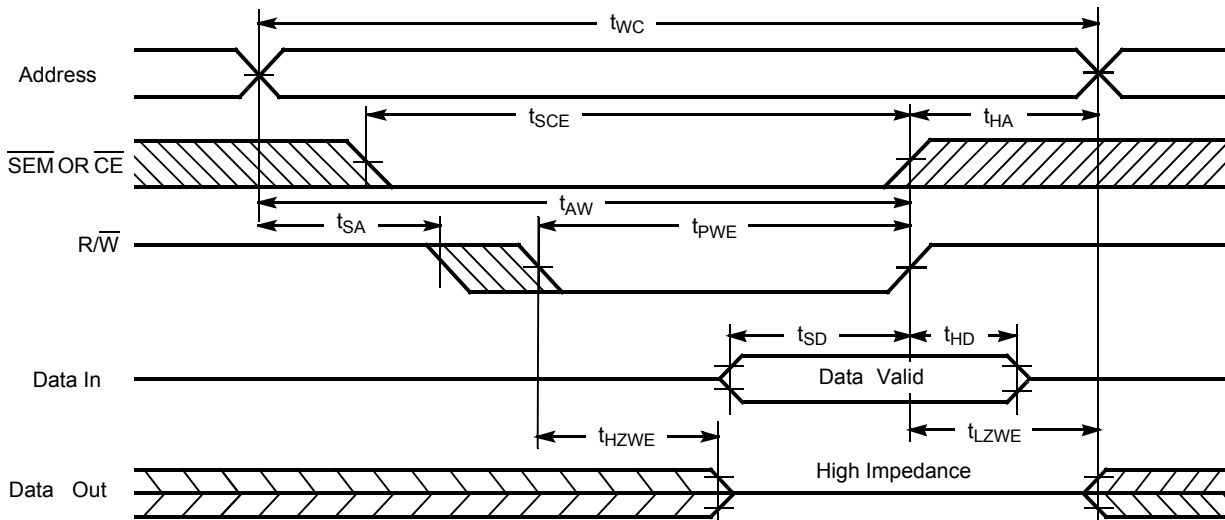 tWC
Address
tSCE
tHA
SEM OR CE
tAW
tSA
tPWE
R/W
tSD
tHD
Data In
Data Valid
tHZWE
tLZWE
High Impedance
Data Out